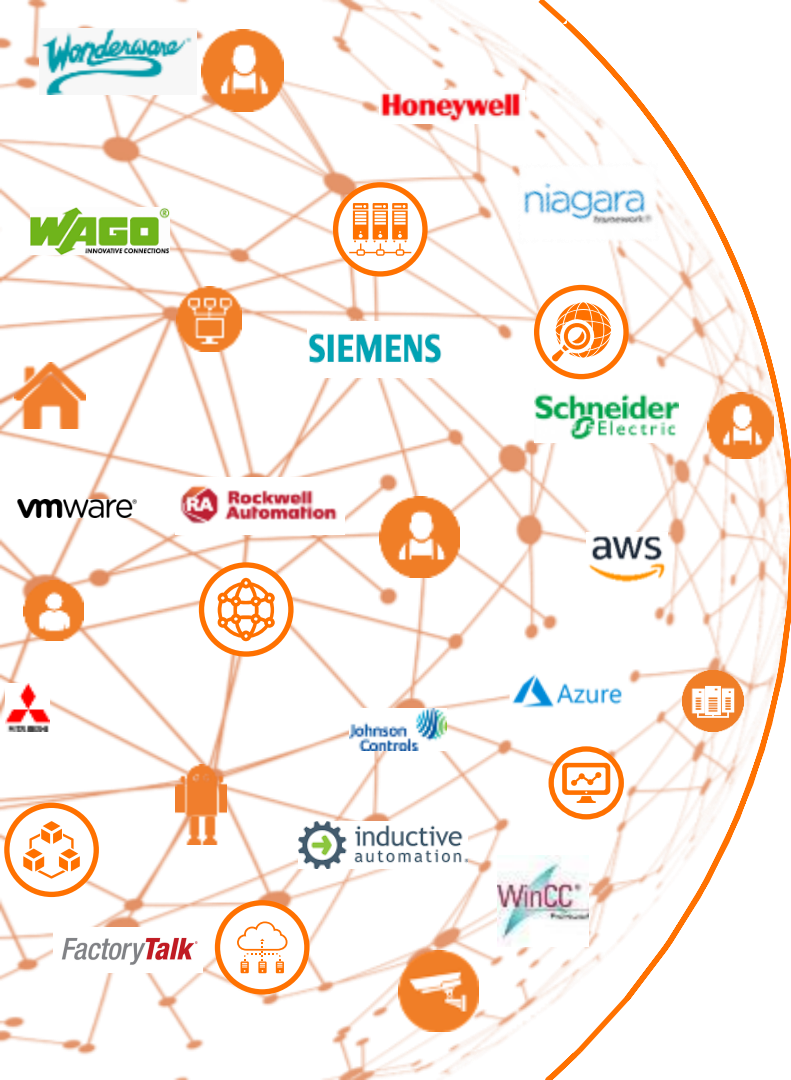 Wonderware
Honeywell
niagara
framework®
WAGO®
INNOVATIVE CONNECTIONS
SIEMENS
Schneider
Electric
vmware®
RA Rockwell
Automation
aws
Azure
Johnson
Controls
inductive
automation®
WinCC®
FactoryTalk®